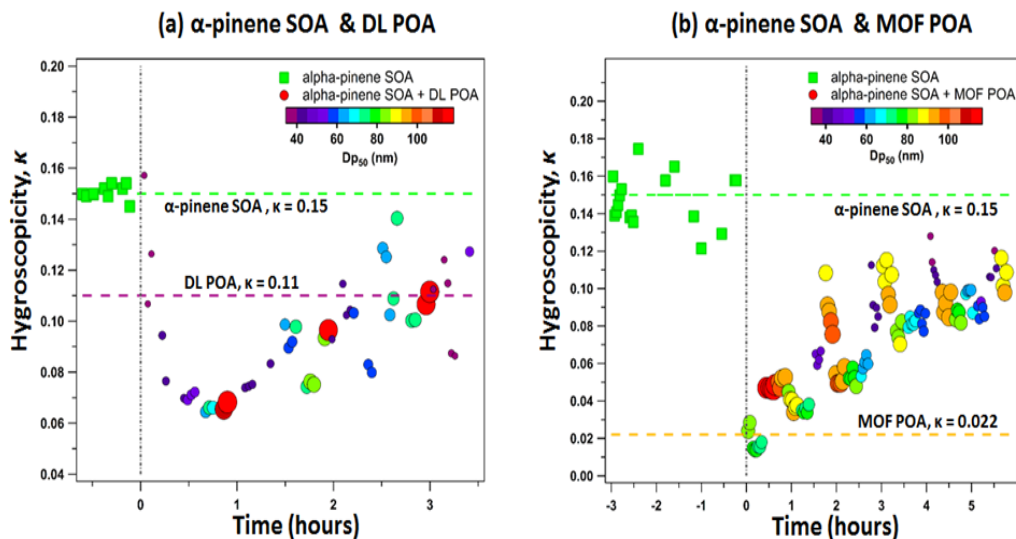 (a) α-pinene SOA & DL POA
Hygroscopicity, κ
0.20
0.18
0.16
0.14
0.12
0.10
0.08
0.06
0.04
alpha-pinene SOA
alpha-pinene SOA + DL POA
40 60 80 100
Dp50 (nm)
α-pinene SOA , κ = 0.15
DL POA, κ = 0.11
0 1 2 3
Time (hours)
(b) α-pinene SOA & MOF POA
Hygroscopicity, κ
0.20
0.18
0.16
0.14
0.12
0.10
0.08
0.06
0.04
0.02
0.00
alpha-pinene SOA
alpha-pinene SOA + MOF POA
40 60 80 100
Dp50 (nm)
α-pinene SOA , κ = 0.15
MOF POA, κ = 0.022
-3 -2 -1 0 1 2 3 4 5
Time (hours)